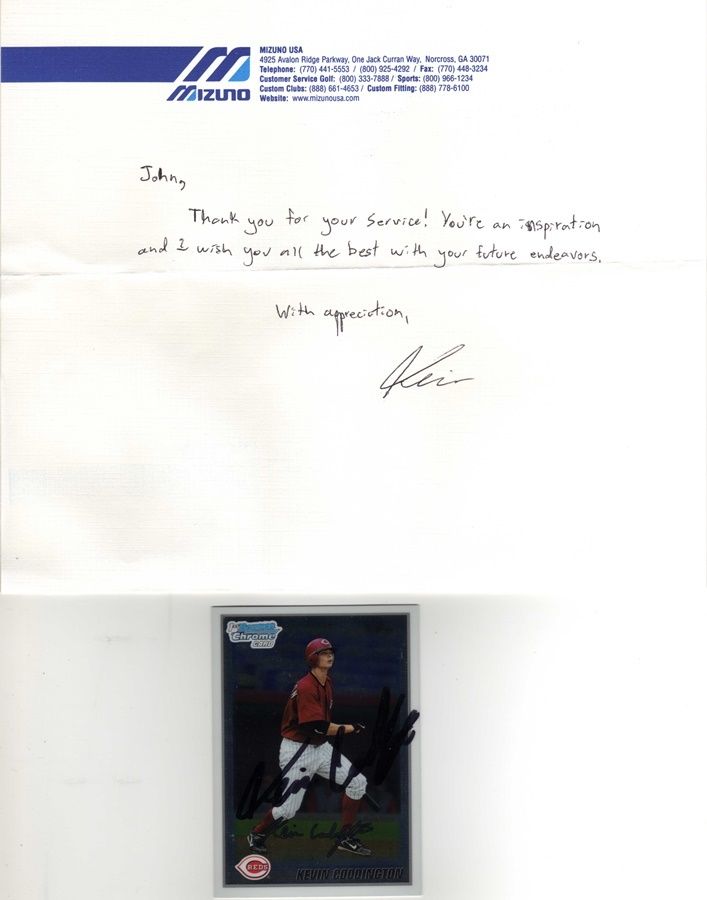 MIZUNO USA
4925 Avalon Ridge Parkway, One Jack Curran Way, Norcross, GA 30071
Telephone: (770) 441-5553 / (800) 925-4292 / Fax: (770) 448-3234
Customer Service Golf: (800) 333-7888 / Sports: (800) 966-1234
Custom Clubs: (888) 661-4653 / Custom Fitting: (888) 778-6100
Website: www.mizunousa.com
MIZUNO
John,
Thank you for your service! You're an inspiration
and I wish you all the best with your future endeavors.
With appreciation,
Kevin
Bowman
Chrome
CARD
Kevin
Kevin
REDS
KEVIN CODDINGTON